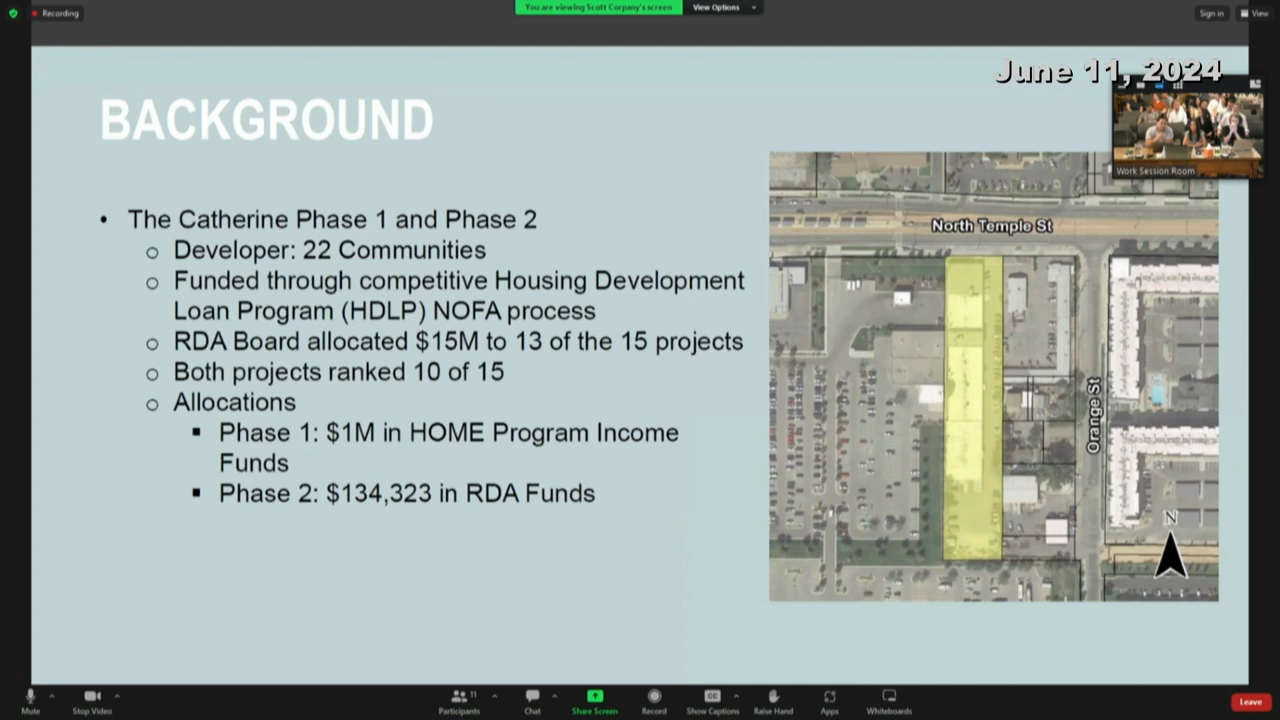 Recording
You are viewing Scott Corpany's screen
View Options
Sign in
View
June 11, 2024
Work Session Room
BACKGROUND
• The Catherine Phase 1 and Phase 2
o Developer: 22 Communities
o Funded through competitive Housing Development
Loan Program (HDLP) NOFA process
o RDA Board allocated $15M to 13 of the 15 projects
o Both projects ranked 10 of 15
o Allocations
▪ Phase 1: $1M in HOME Program Income
Funds
▪ Phase 2: $134,323 in RDA Funds
North Temple St
Orange St
N
Mute
Stop Video
Participants
11
Chat
Share Screen
Record
CC
Show Captions
Raise Hand
Apps
Whiteboards
Leave